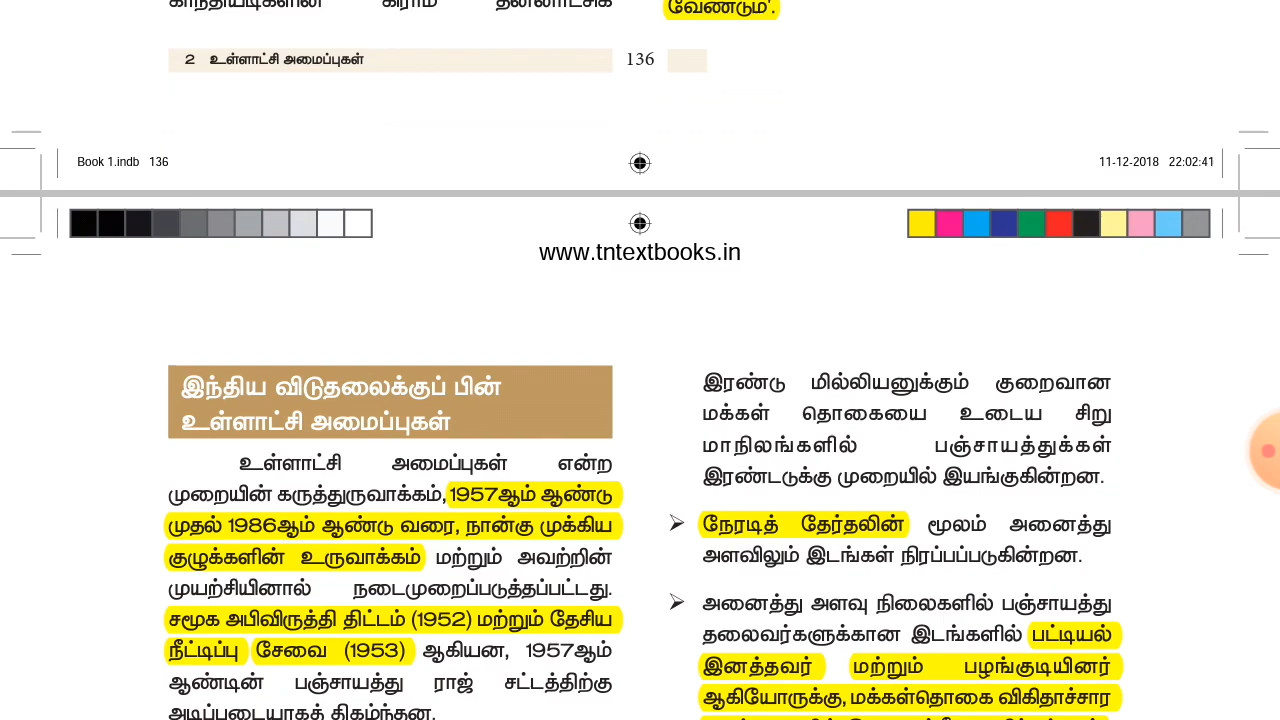 காந்தியடிகளின் கிராம தன்னாட்சிக்
வேண்டும்'.
2 உள்ளாட்சி அமைப்புகள்
136
Book 1.indb 136
11-12-2018 22:02:41
www.tntextbooks.in
இந்திய விடுதலைக்குப் பின்
உள்ளாட்சி அமைப்புகள்
உள்ளாட்சி அமைப்புகள் என்ற
முறையின் கருத்துருவாக்கம், 1957ஆம் ஆண்டு
முதல் 1986ஆம் ஆண்டு வரை, நான்கு முக்கிய
குழுக்களின் உருவாக்கம் மற்றும் அவற்றின்
முயற்சியினால் நடைமுறைப்படுத்தப்பட்டது.
சமூக அபிவிருத்தி திட்டம் (1952) மற்றும் தேசிய
நீட்டிப்பு சேவை (1953) ஆகியன, 1957ஆம்
ஆண்டின் பஞ்சாயத்து ராஜ் சட்டத்திற்கு
அடிப்படையாகத் திகழ்ந்தன.
இரண்டு மில்லியனுக்கும் குறைவான
மக்கள் தொகையை உடைய சிறு
மாநிலங்களில் பஞ்சாயத்துக்கள்
இரண்டடுக்கு முறையில் இயங்குகின்றன.
➢ நேரடித் தேர்தலின் மூலம் அனைத்து
அளவிலும் இடங்கள் நிரப்பப்படுகின்றன.
➢ அனைத்து அளவு நிலைகளில் பஞ்சாயத்து
தலைவர்களுக்கான இடங்களில் பட்டியல்
இனத்தவர் மற்றும் பழங்குடியினர்
ஆகியோருக்கு, மக்கள்தொகை விகிதாச்சார